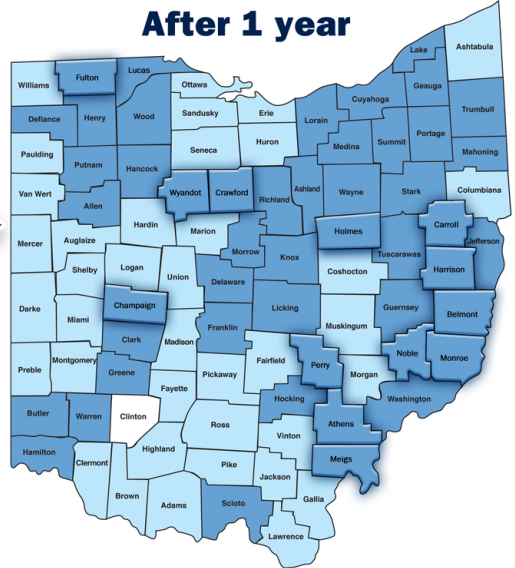 After 1 year
Williams
Fulton
Lucas
Ottawa
Lake
Ashtabula
Geauga
Cuyahoga
Defiance
Henry
Wood
Sandusky
Erie
Lorain
Trumbull
Paulding
Seneca
Huron
Medina
Summit
Portage
Mahoning
Putnam
Hancock
Van Wert
Allen
Wyandot
Crawford
Richland
Ashland
Wayne
Stark
Columbiana
Mercer
Auglaize
Hardin
Marion
Morrow
Holmes
Carroll
Jefferson
Tuscarawas
Knox
Shelby
Logan
Union
Delaware
Coshocton
Harrison
Darke
Miami
Champaign
Licking
Guernsey
Belmont
Franklin
Muskingum
Clark
Madison
Preble
Montgomery
Greene
Fayette
Pickaway
Fairfield
Perry
Morgan
Noble
Monroe
Butler
Warren
Clinton
Hocking
Athens
Washington
Ross
Vinton
Hamilton
Clermont
Highland
Pike
Jackson
Meigs
Brown
Adams
Scioto
Gallia
Lawrence